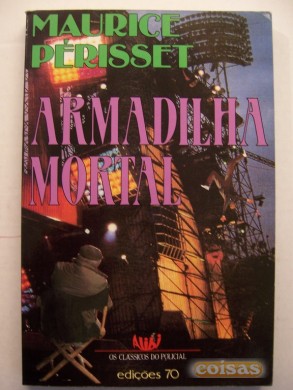 MAURICE
PÉRISSET
ARMADILHA
MORTAL
OS CLÁSSICOS DO POLICIAL
edições 70
coisas